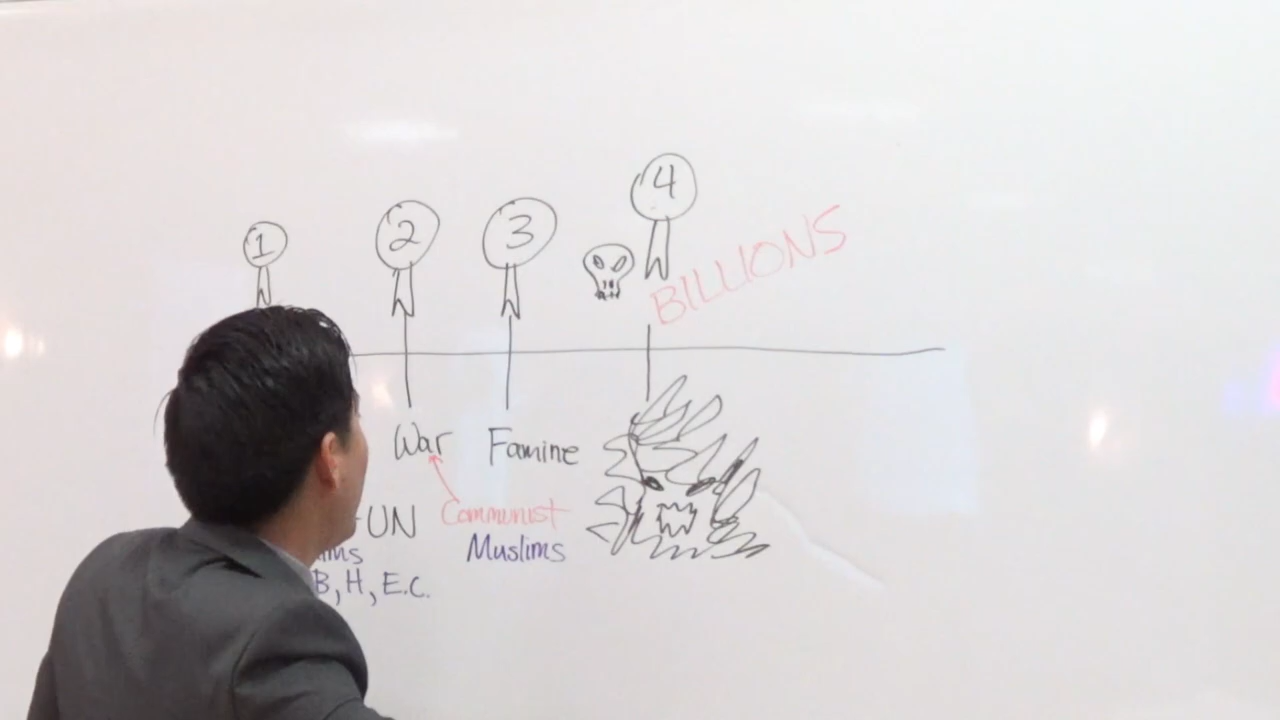 1 2 3 4
BILLIONS
War Famine
UN Communist
Muslims
B, H, E.C.